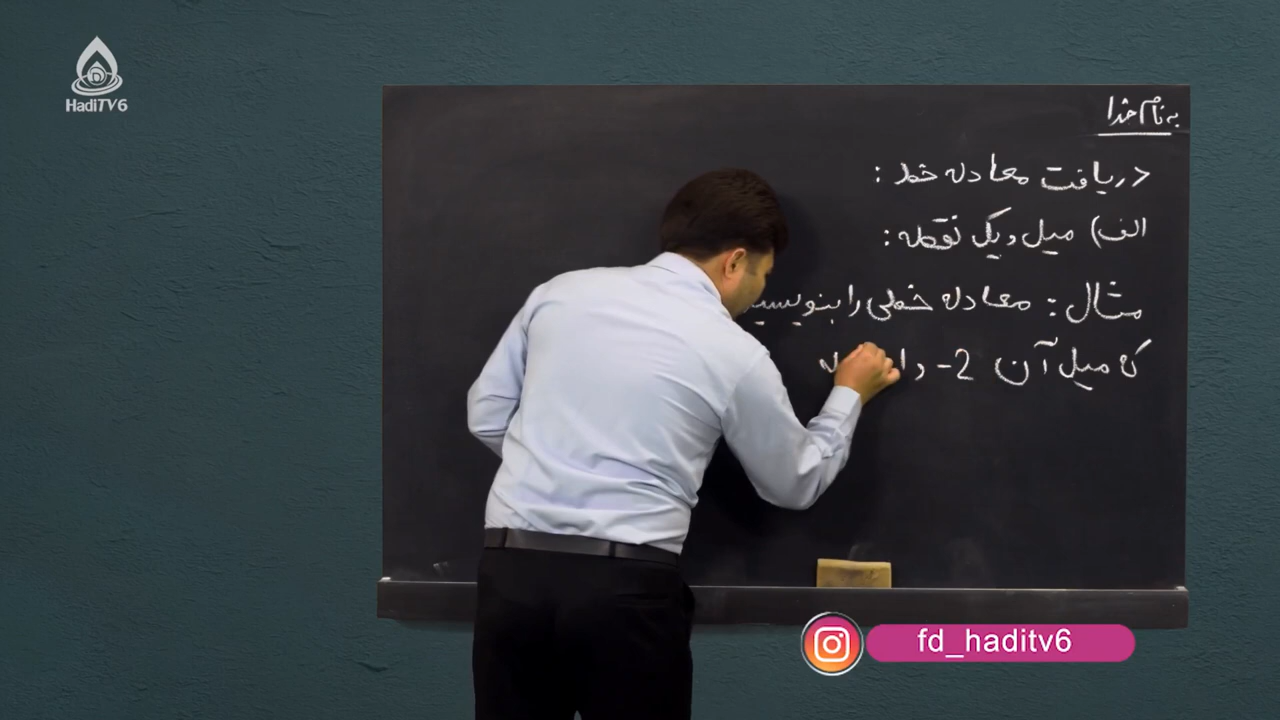 HadiTV6
به نام خدا
دریافت معادله خط :
الف) میل و یک نقطه :
مثال : معادله خطی را بنویسید
که میل آن 2-
fd_haditv6